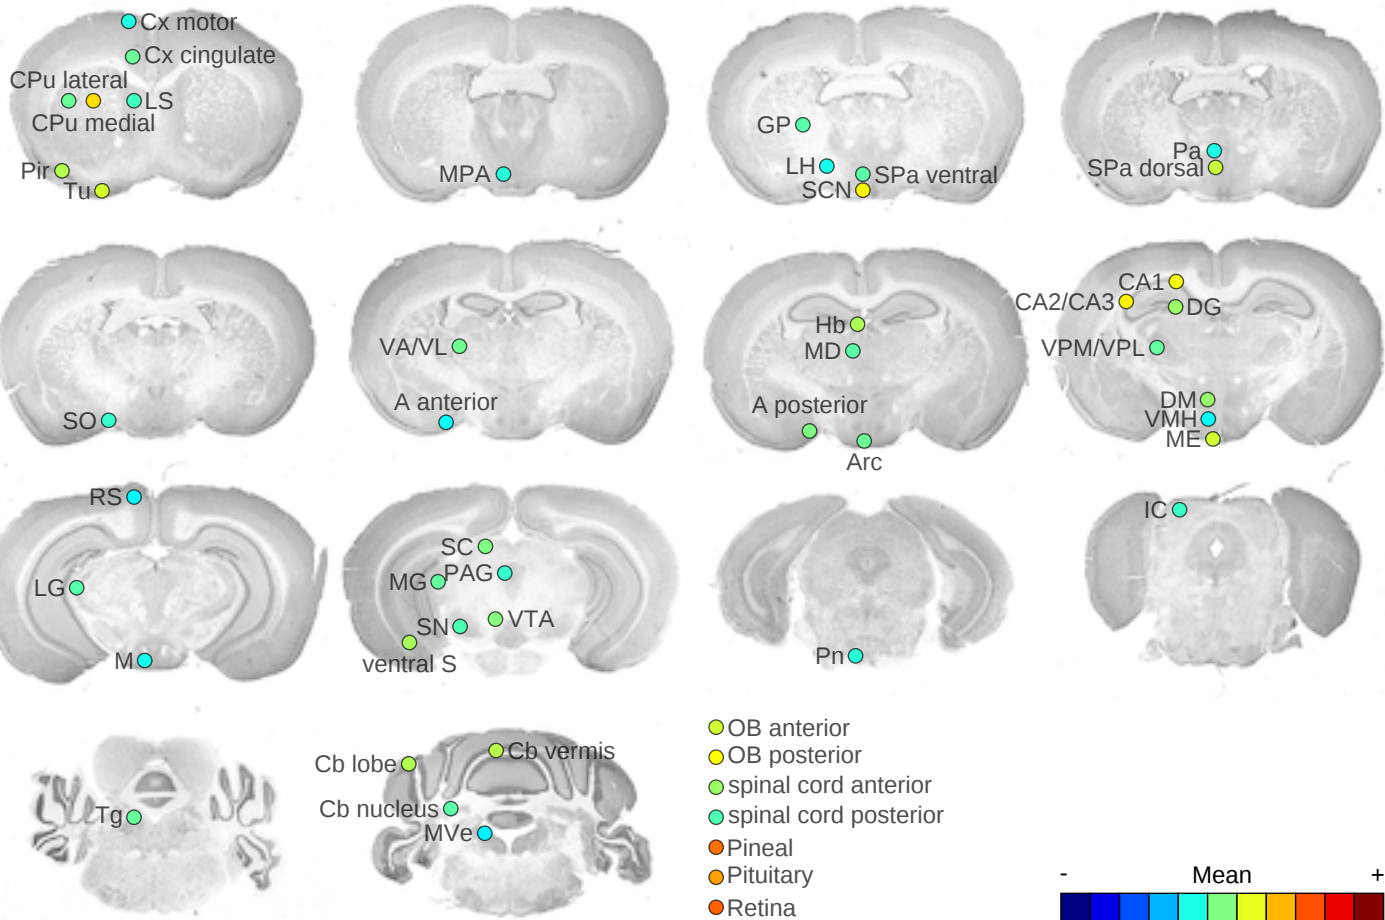 Cx motor
Cx cingulate
CPu lateral
LS
CPu medial
Pir
Tu
MPA
GP
LH
SPa ventral
SCN
Pa
SPa dorsal
SO
VA/VL
A anterior
Hb
MD
A posterior
Arc
CA1
CA2/CA3
DG
VPM/VPL
DM
VMH
ME
RS
LG
M
SC
PAG
MG
VTA
SN
ventral S
Pn
IC
Tg
Cb vermis
Cb lobe
Cb nucleus
MVe
OB anterior
OB posterior
spinal cord anterior
spinal cord posterior
Pineal
Pituitary
Retina
- Mean +